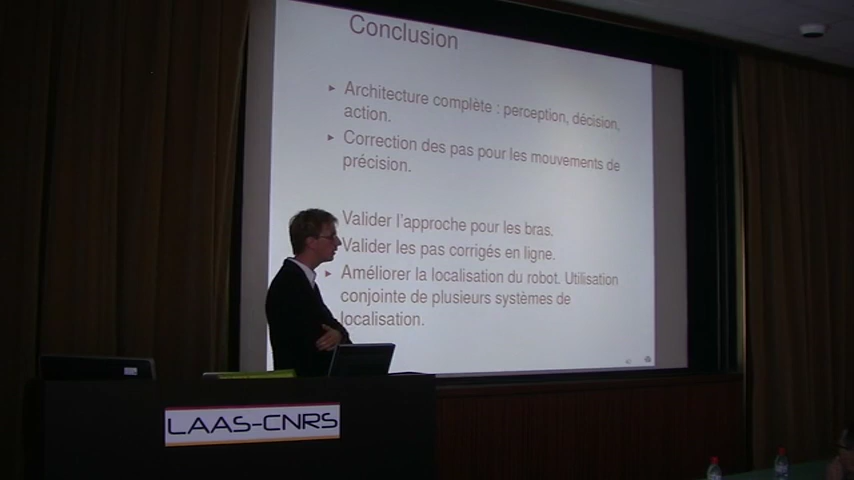 Conclusion
Architecture complète : perception, décision,
action.
Correction des pas pour les mouvements de
précision.
Valider l'approche pour les bras.
Valider les pas corrigés en ligne.
Améliorer la localisation du robot. Utilisation
conjointe de plusieurs systèmes de
localisation.
LAAS-CNRS